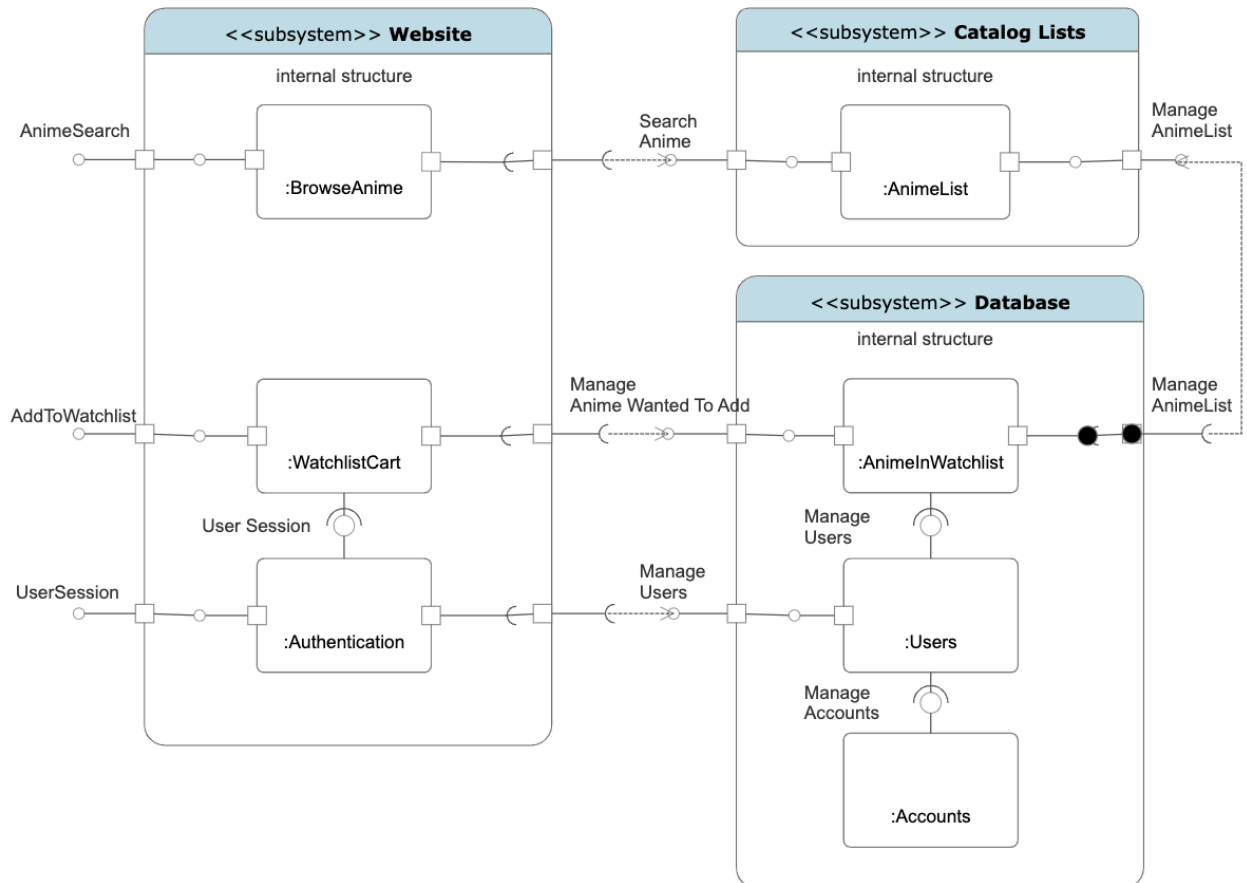 <<subsystem>> Website
internal structure
AnimeSearch
:BrowseAnime
Search
Anime
<<subsystem>> Catalog Lists
internal structure
:AnimeList
Manage
AnimeList
AddToWatchlist
:WatchlistCart
Manage
Anime Wanted To Add
User Session
UserSession
:Authentication
Manage
Users
<<subsystem>> Database
internal structure
:AnimeInWatchlist
Manage
AnimeList
Manage
Users
:Users
Manage
Accounts
:Accounts